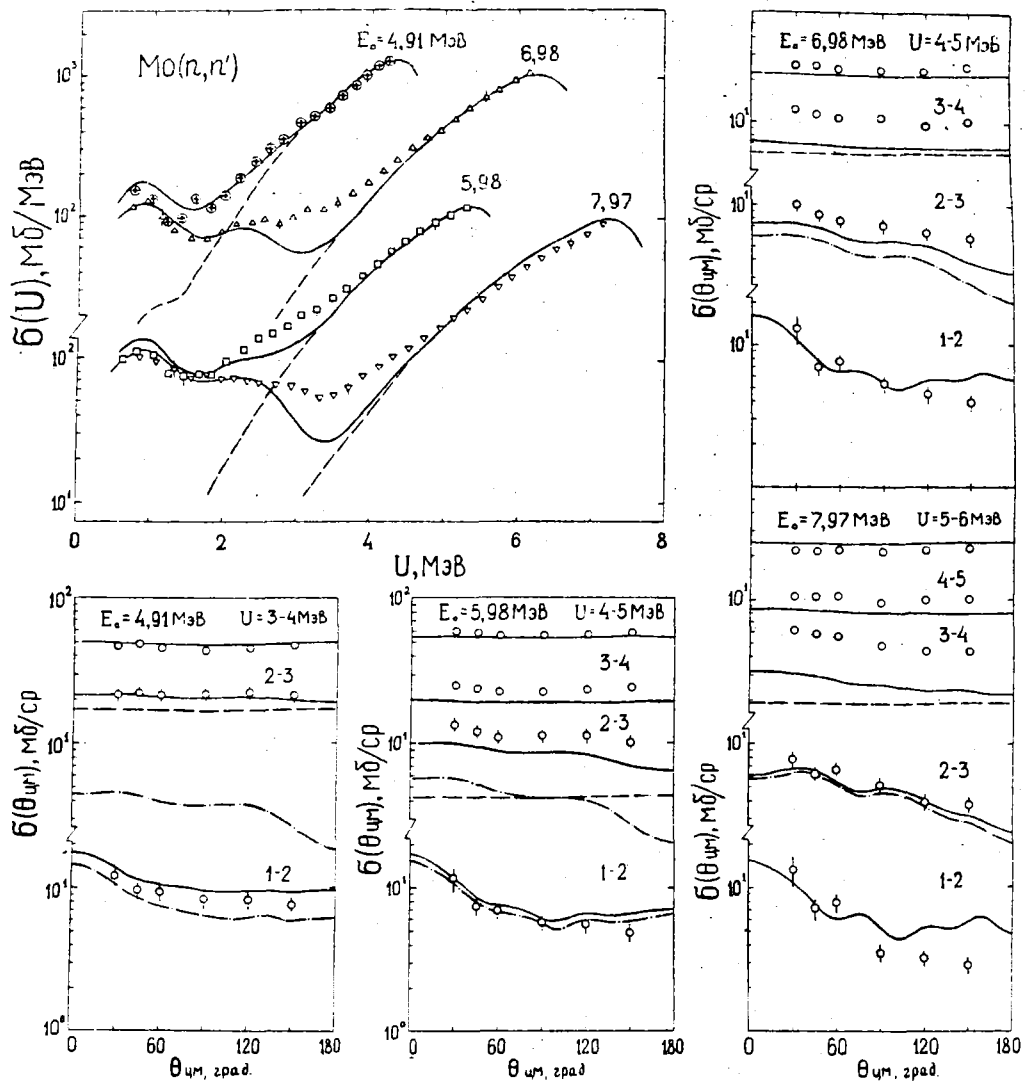 Mo(n,n')
E₀=4,91 МэВ
6,98
5,98
7,97
10³
10²
10²
10¹
б(U), Мб/МэВ
0 2 4 6 8
U, МэВ
E₀=6,98 МэВ U=4-5 МэВ
3-4
10¹
2-3
10¹
1-2
10¹
б(θцм), Мб/ср
E₀=7,97 МэВ U=5-6 МэВ
4-5
10¹
3-4
2-3
10¹
1-2
10¹
б(θцм), мб/ср
0 60 120 180
θцм, град.
E₀=4,91 МэВ U=3-4 МэВ
10²
2-3
1-2
10¹
10⁰
б(θцм), мб/ср
0 60 120 180
θцм, град.
E₀=5,98 МэВ U=4-5 МэВ
10²
3-4
2-3
10¹
1-2
10¹
10⁰
б(θцм), Мб/ср
0 60 120 180
θцм, град.